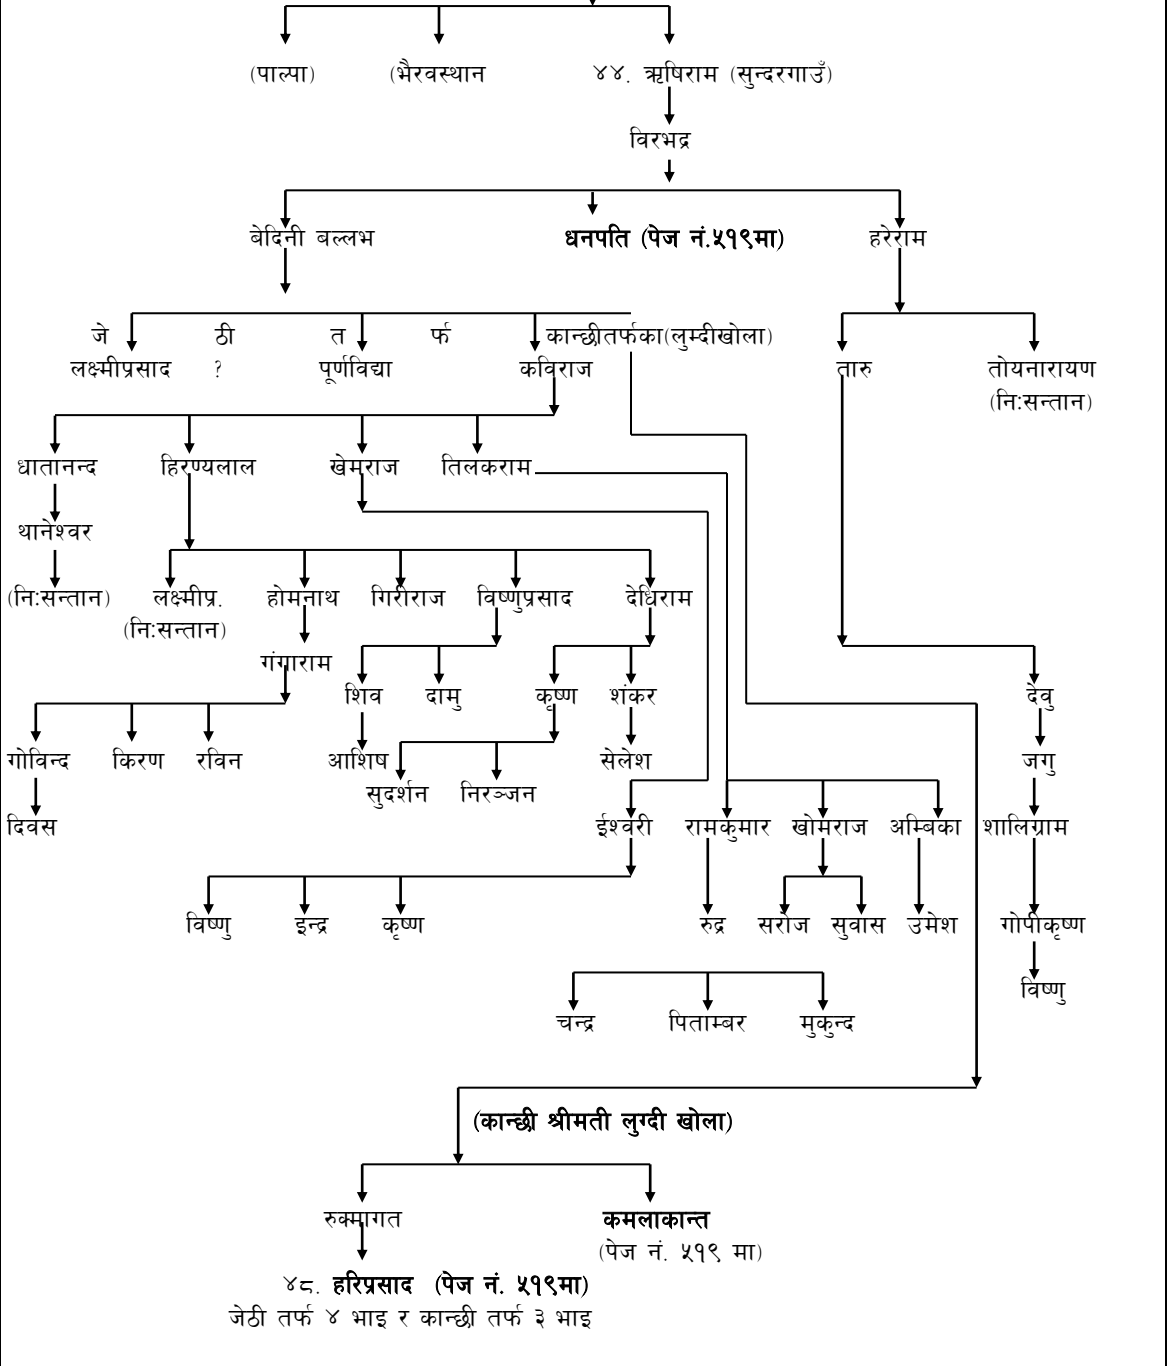 (पाल्पा) (भैरवस्थान ४४. ऋषिराम (सुन्दरगाउँ)
विरभद्र
बेदिनी बल्लभ धनपति (पेज नं.५१९मा) हरेराम
जे ठी त र्फ कान्छीतर्फका(लुम्दीखोला)
लक्ष्मीप्रसाद ? पूर्णविद्या कविराज तारु तोयनारायण
(नि:सन्तान)
धातानन्द हिरण्यलाल खेमराज तिलकराम
थानेश्वर
(नि:सन्तान) लक्ष्मीप्र. होमनाथ गिरीराज विष्णुप्रसाद देधिराम
(नि:सन्तान)
गंगाराम
शिव दामु कृष्ण शंकर देवु
गोविन्द किरण रविन आशिष सेलेश जगु
सुदर्शन निरञ्जन
दिवस ईश्वरी रामकुमार खोमराज अम्बिका शालिग्राम
विष्णु इन्द्र कृष्ण रुद्र सरोज सुवास उमेश गोपीकृष्ण
विष्णु
चन्द्र पिताम्बर मुकुन्द
(कान्छी श्रीमती लुग्दी खोला)
रुक्मागत कमलाकान्त
(पेज नं. ५१९ मा)
४८. हरिप्रसाद (पेज नं. ५१९मा)
जेठी तर्फ ४ भाइ र कान्छी तर्फ ३ भाइ